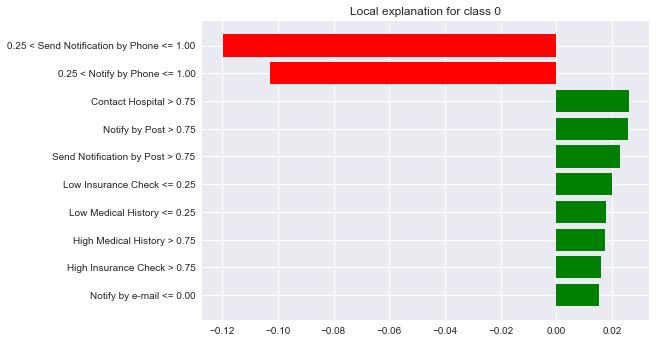 Local explanation for class 0
0.25 < Send Notification by Phone <= 1.00
0.25 < Notify by Phone <= 1.00
Contact Hospital > 0.75
Notify by Post > 0.75
Send Notification by Post > 0.75
Low Insurance Check <= 0.25
Low Medical History <= 0.25
High Medical History > 0.75
High Insurance Check > 0.75
Notify by e-mail <= 0.00
−0.12 −0.10 −0.08 −0.06 −0.04 −0.02 0.00 0.02